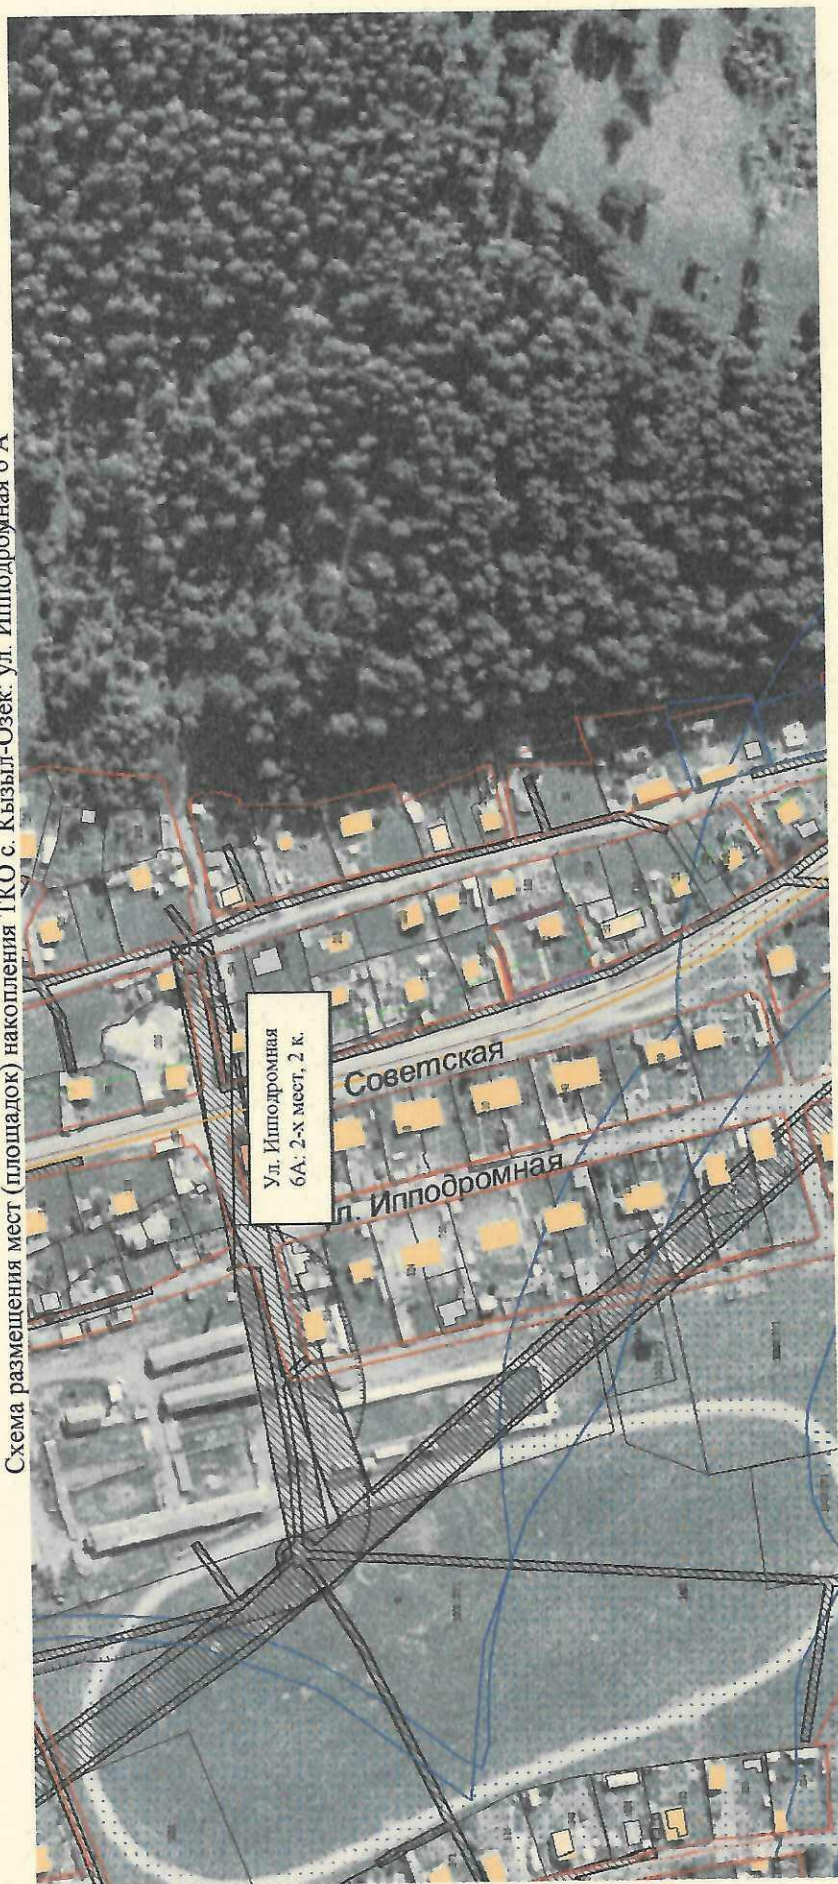 Схема размещения мест (площадок) накопления ТКО с. Кызыл-Озек: ул. Ипподромная 6 А
Ул. Ипподромная
6А: 2-х мест, 2 к.
Советская
л. Ипподромная